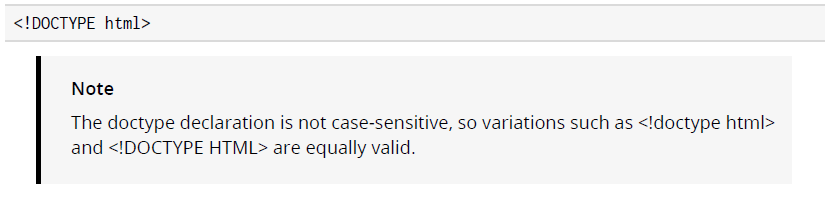 <!DOCTYPE html>
Note
The doctype declaration is not case-sensitive, so variations such as <!doctype html>
and <!DOCTYPE HTML> are equally valid.